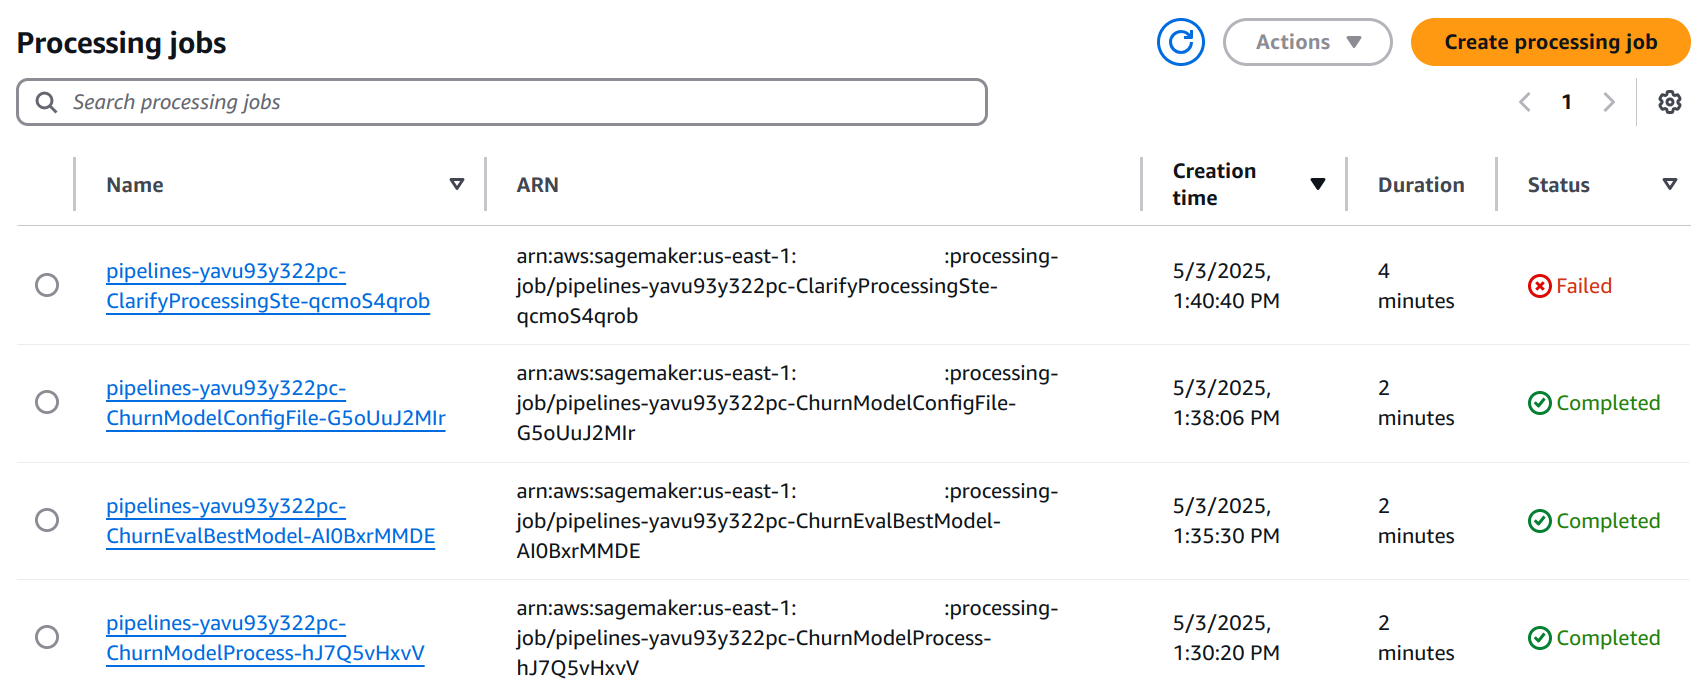 Processing jobs
Actions
Create processing job
Search processing jobs
1
Name
ARN
Creation
time
Duration
Status
pipelines-yavu93y322pc-
ClarifyProcessingSte-qcmoS4qrob
arn:aws:sagemaker:us-east-1: :processing-
job/pipelines-yavu93y322pc-ClarifyProcessingSte-
qcmoS4qrob
5/3/2025,
1:40:40 PM
4
minutes
Failed
pipelines-yavu93y322pc-
ChurnModelConfigFile-G5oUuJ2MIr
arn:aws:sagemaker:us-east-1: :processing-
job/pipelines-yavu93y322pc-ChurnModelConfigFile-
G5oUuJ2MIr
5/3/2025,
1:38:06 PM
2
minutes
Completed
pipelines-yavu93y322pc-
ChurnEvalBestModel-AI0BxrMMDE
arn:aws:sagemaker:us-east-1: :processing-
job/pipelines-yavu93y322pc-ChurnEvalBestModel-
AI0BxrMMDE
5/3/2025,
1:35:30 PM
2
minutes
Completed
pipelines-yavu93y322pc-
ChurnModelProcess-hJ7Q5vHxvV
arn:aws:sagemaker:us-east-1: :processing-
job/pipelines-yavu93y322pc-ChurnModelProcess-
hJ7Q5vHxvV
5/3/2025,
1:30:20 PM
2
minutes
Completed